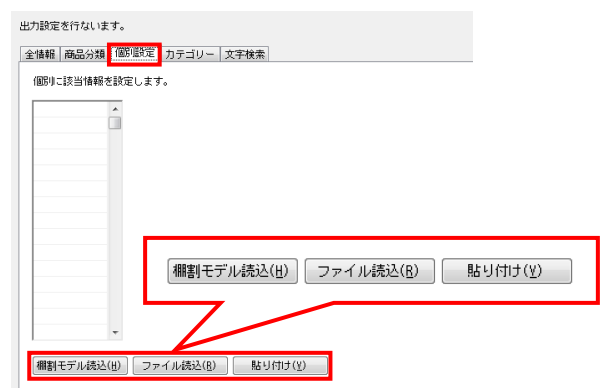 出力設定を行ないます。
全情報 商品分類 個別設定 カテゴリー 文字検索
個別に該当情報を設定します。
棚割モデル読込(H) ファイル読込(R) 貼り付け(V)
棚割モデル読込(H) ファイル読込(R) 貼り付け(V)